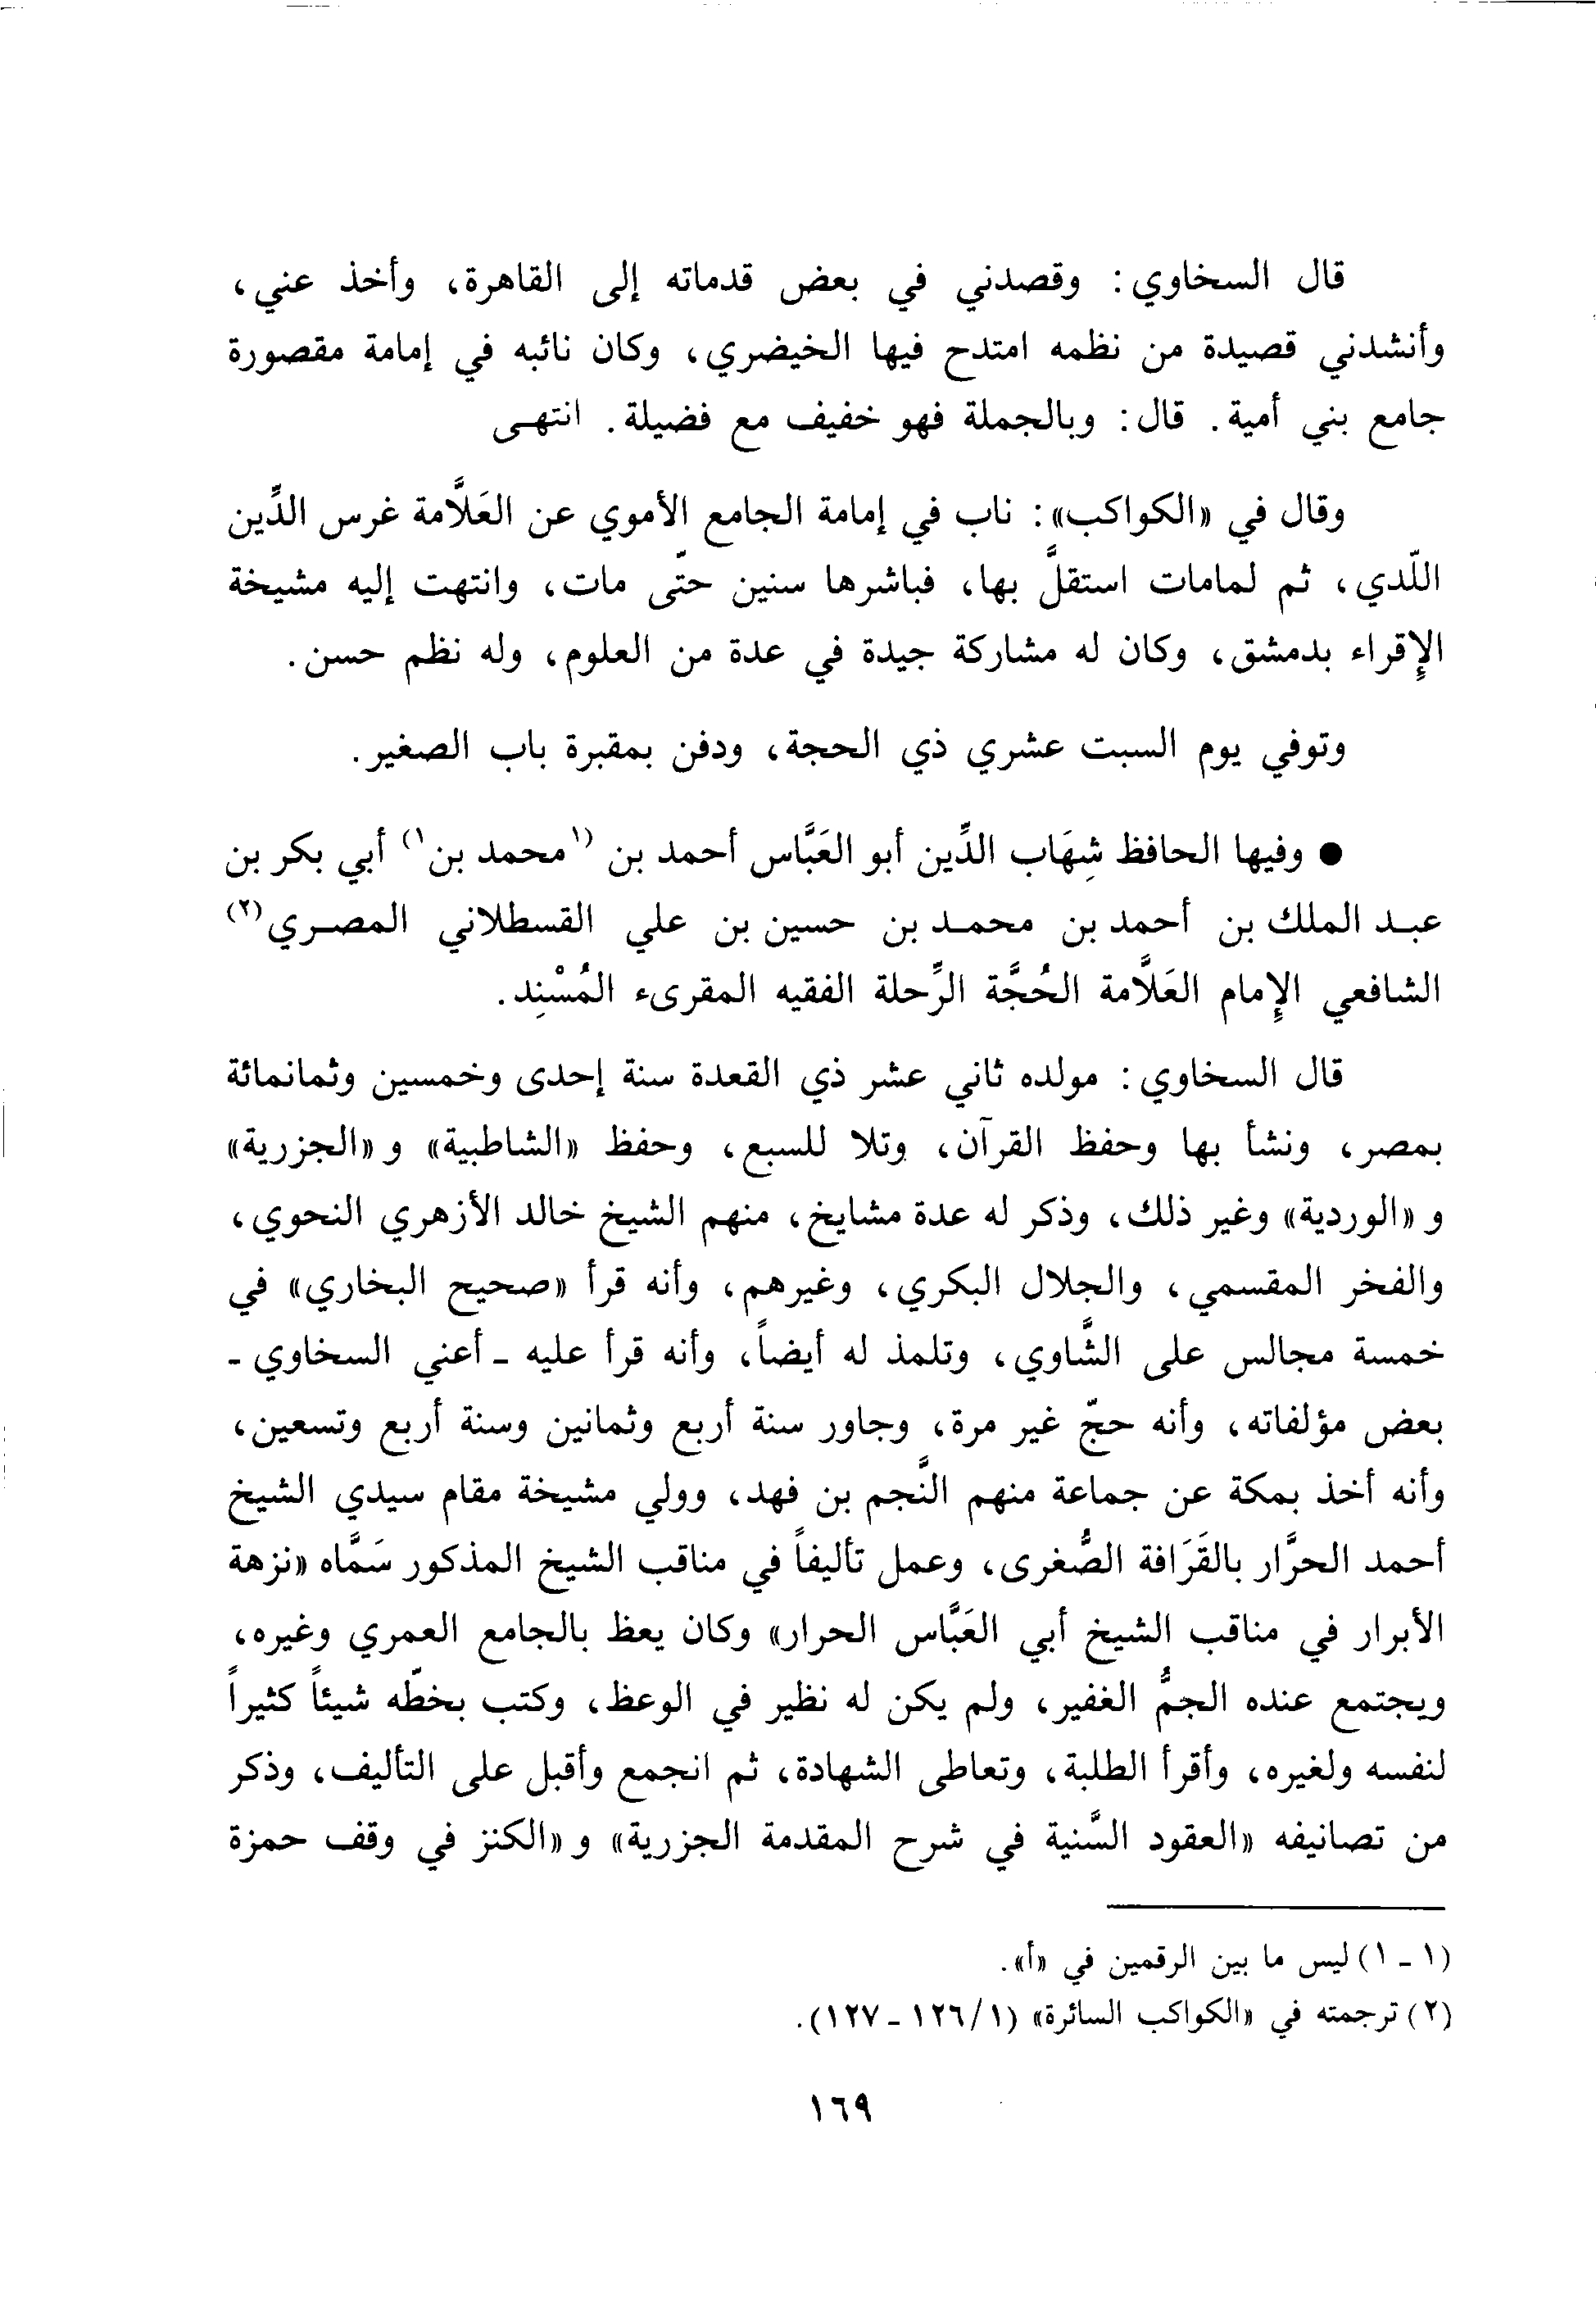 قال السخاوي: وقصدني في بعض قدماته إلى القاهرة، وأخذ عني،
وأنشدني قصيدة من نظمه امتدح فيها الخيضري، وكان نائبه في إمامة مقصورة
جامع بني أمية. قال: وبالجملة فهو خفيف مع فضيلة. انتهى
وقال في «الكواكب»: ناب في إمامة الجامع الأموي عن العَلَّامة غرس الدِّين
اللّدي، ثم لمامات استقلَّ بها، فباشرها سنين حتّى مات، وانتهت إليه مشيخة
الإِقراء بدمشق، وكان له مشاركة جيدة في عدة من العلوم، وله نظم حسن.
وتوفي يوم السبت عشري ذي الحجة، ودفن بمقبرة باب الصغير.
● وفيها الحافظ شِهَاب الدِّين أبو العَبَّاس أحمد بن (١محمد بن١) أبي بكر بن
عبد الملك بن أحمد بن محمد بن حسين بن علي القسطلاني المصري(٢)
الشافعي الإِمام العَلَّامة الحُجَّة الرِّحلة الفقيه المقرىء المُسْنِد.
قال السخاوي: مولده ثاني عشر ذي القعدة سنة إحدى وخمسين وثمانمائة
بمصر، ونشأ بها وحفظ القرآن، وتلا للسبع، وحفظ «الشاطبية» و «الجزرية»
و «الوردية» وغير ذلك، وذكر له عدة مشايخ، منهم الشيخ خالد الأزهري النحوي،
والفخر المقسمي، والجلال البكري، وغيرهم، وأنه قرأ «صحيح البخاري» في
خمسة مجالس على الشَّاوي، وتلمذ له أيضاً، وأنه قرأ عليه - أعني السخاوي -
بعض مؤلفاته، وأنه حجّ غير مرة، وجاور سنة أربع وثمانين وسنة أربع وتسعين،
وأنه أخذ بمكة عن جماعة منهم النَّجم بن فهد، وولي مشيخة مقام سيدي الشيخ
أحمد الحرَّار بالقَرَافة الصُّغرى، وعمل تأليفاً في مناقب الشيخ المذكور سَمَّاه «نزهة
الأبرار في مناقب الشيخ أبي العَبَّاس الحرار» وكان يعظ بالجامع العمري وغيره،
ويجتمع عنده الجمُّ الغفير، ولم يكن له نظير في الوعظ، وكتب بخطّه شيئاً كثيراً
لنفسه ولغيره، وأقرأ الطلبة، وتعاطى الشهادة، ثم انجمع وأقبل على التأليف، وذكر
من تصانيفه «العقود السَّنية في شرح المقدمة الجزرية» و «الكنز في وقف حمزة
(١ - ١) ليس ما بين الرقمين في «أ».
(٢) ترجمته في «الكواكب السائرة» (١٢٦/١ - ١٢٧).
١٦٩